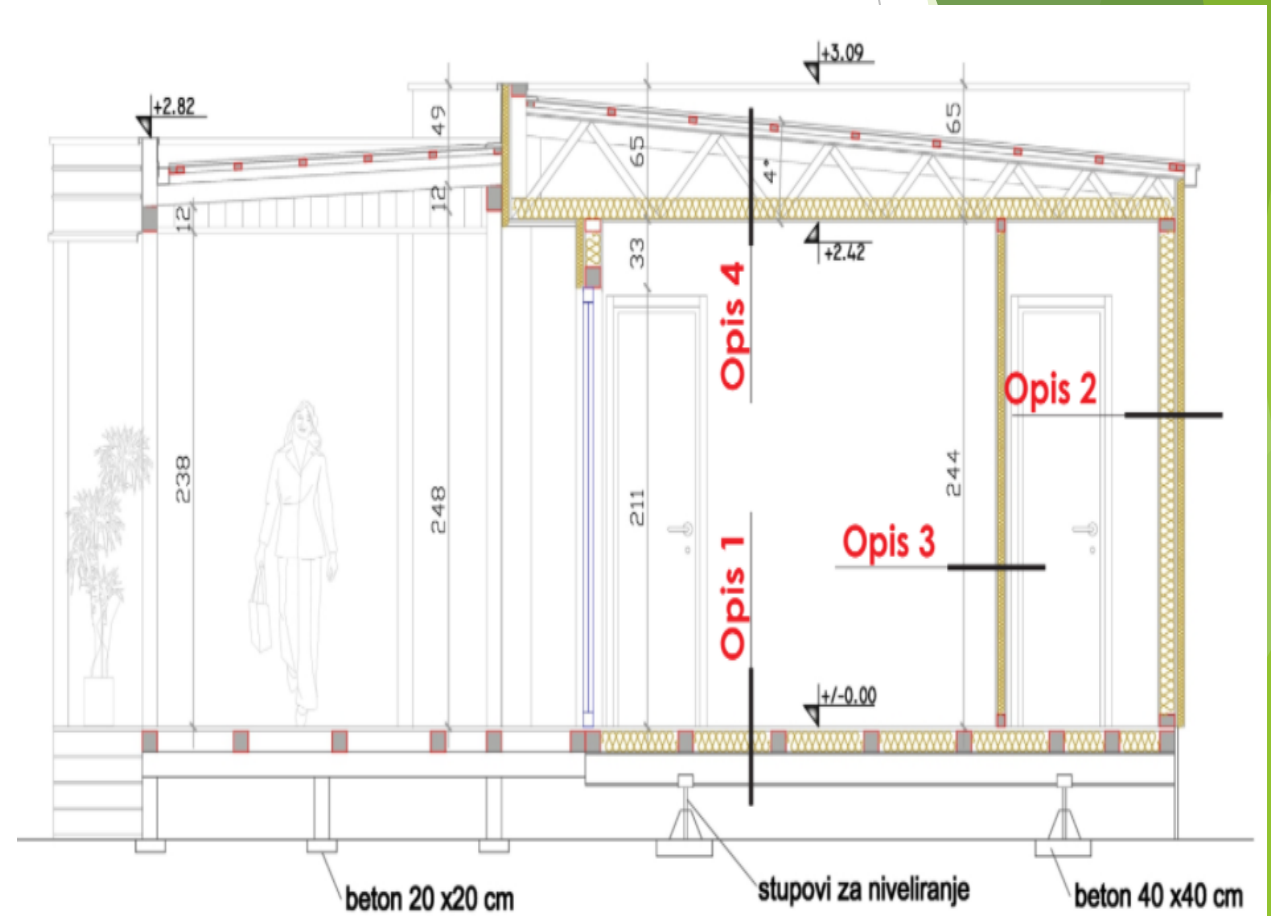 +3.09
+2.82
49
65
65
4°
12
12
33
+2.42
Opis 4
Opis 2
238
248
211
244
Opis 3
Opis 1
+/-0.00
beton 20 x20 cm
stupovi za niveliranje
beton 40 x40 cm